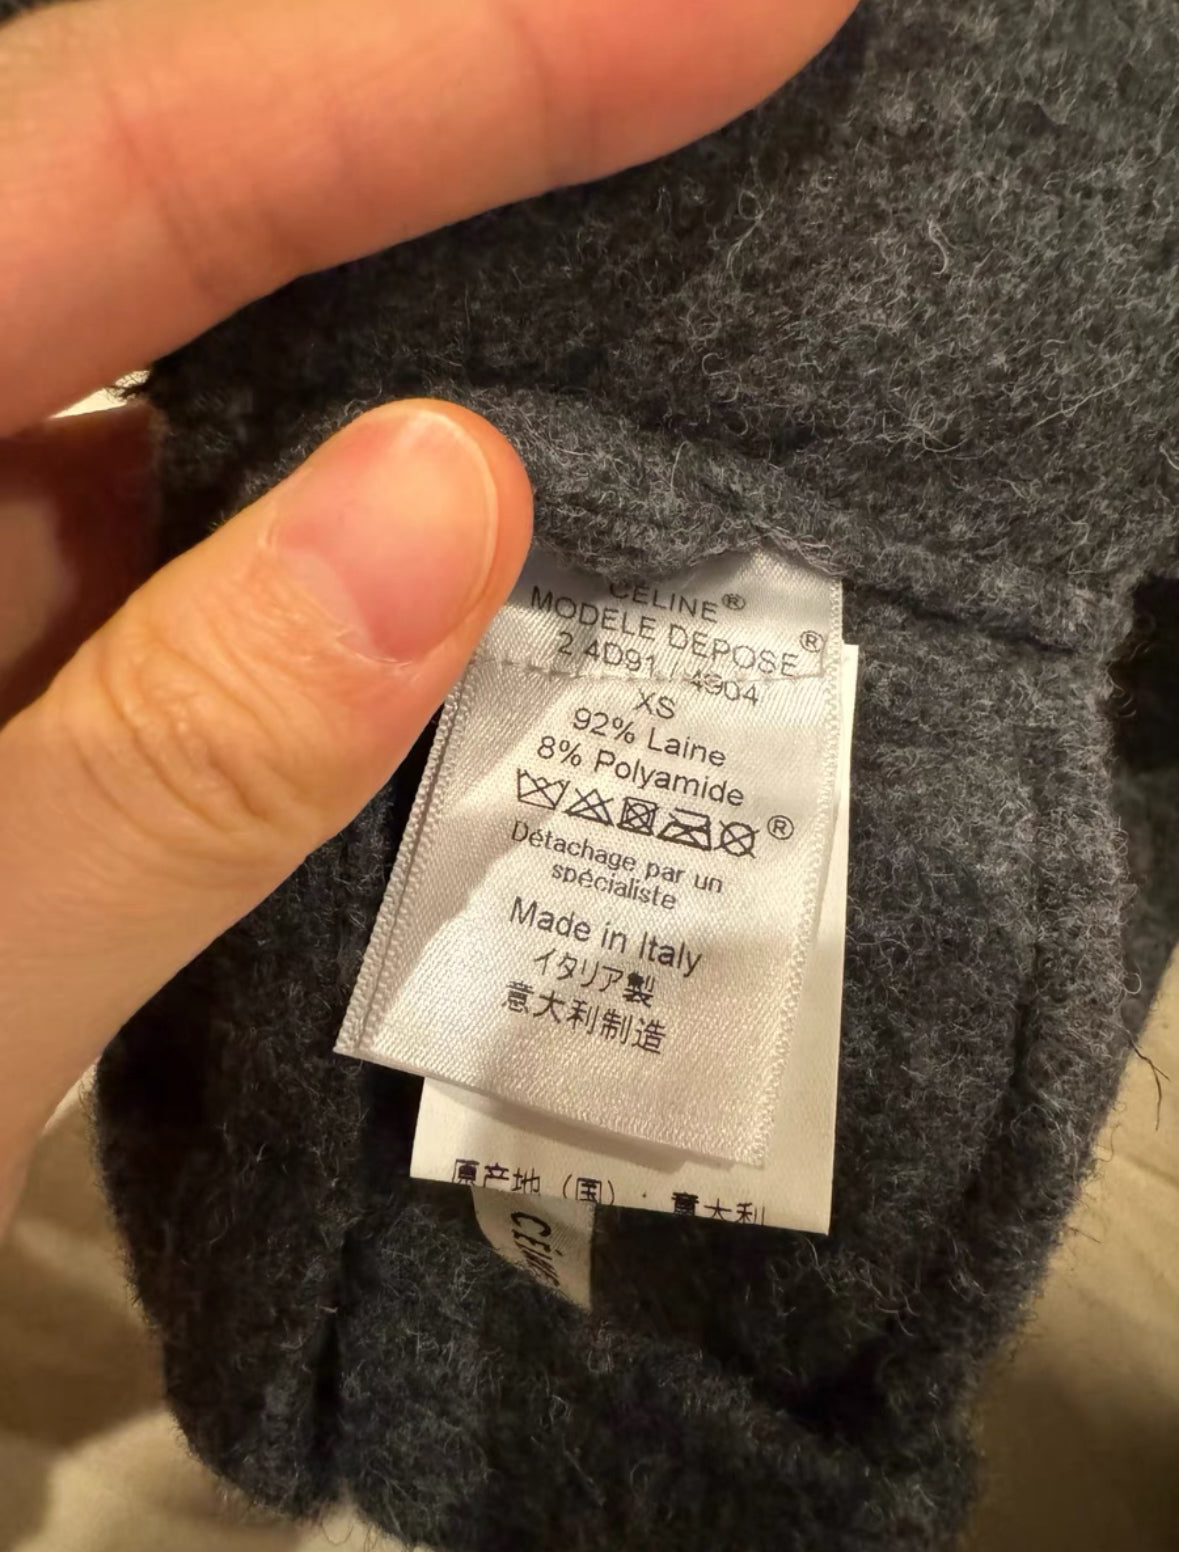 CELINE®
MODELE DEPOSE®
2 4D91 / 4904
XS
92% Laine
8% Polyamide
®
Détachage par un
spécialiste
Made in Italy
イタリア製
意大利制造
原产地（国）：意大利
CELINE